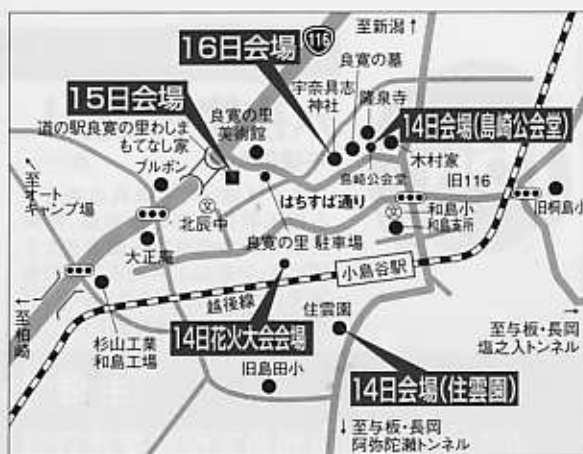 至新潟
116
16日会場
良寛の墓
宇奈具志
神社
隆泉寺
15日会場
良寛の里
美術館
14日会場(島崎公会堂)
道の駅良寛の里わしま
もてなし家
ブルボン
木村家
島崎公会堂
旧116
はちすば通り
至
オート
キャンプ場
文
北辰中
文
和島小
和島支所
旧桐島小
良寛の里 駐車場
大正庵
小島谷駅
越後線
至柏崎
14日花火大会会場
住雲園
至与板・長岡
塩之入トンネル
杉山工業
和島工場
旧島田小
14日会場(住雲園)
至与板・長岡
阿弥陀瀬トンネル